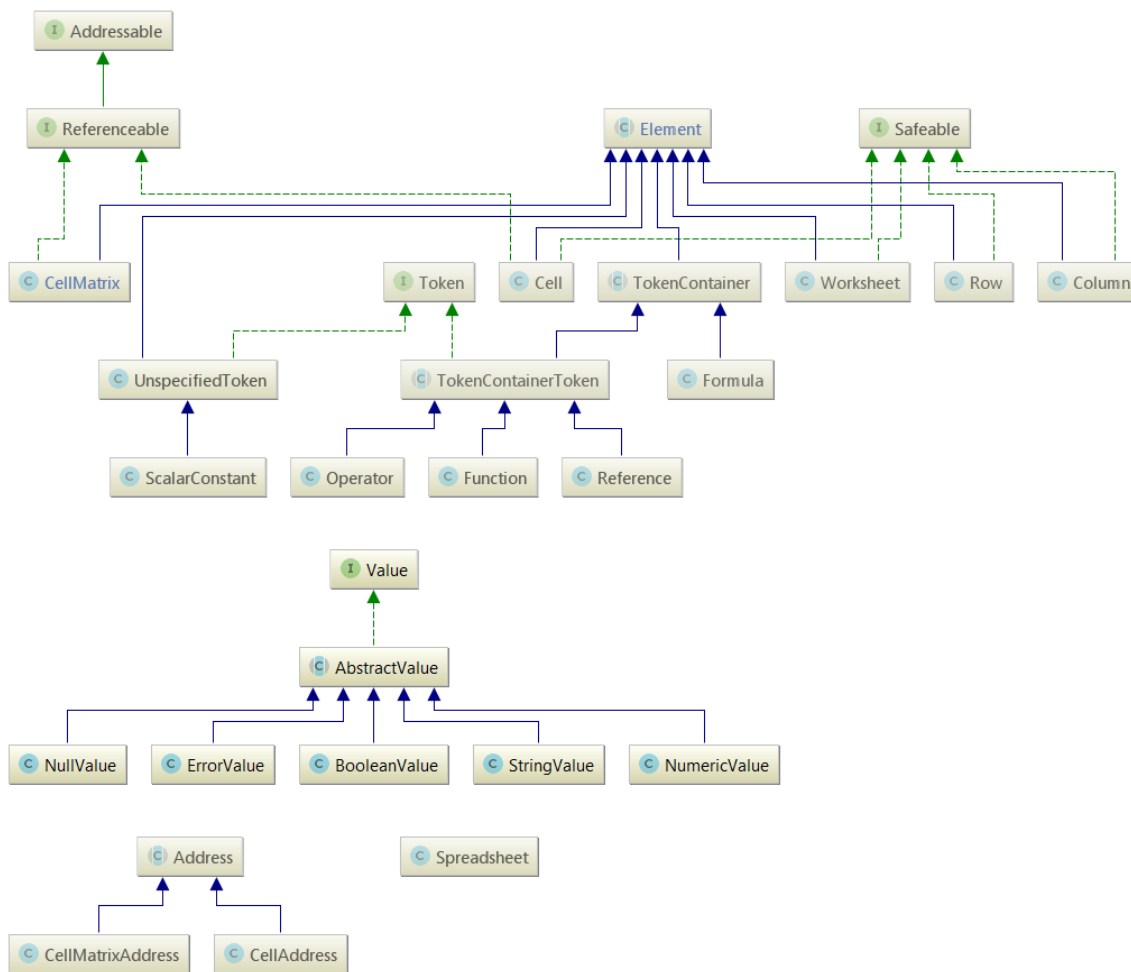 I Addressable
I Referenceable
C Element
I Safeable
C CellMatrix
I Token
C Cell
C TokenContainer
C Worksheet
C Row
C Column
C UnspecifiedToken
C TokenContainerToken
C Formula
C ScalarConstant
C Operator
C Function
C Reference
I Value
C AbstractValue
C NullValue
C ErrorValue
C BooleanValue
C StringValue
C NumericValue
C Address
C Spreadsheet
C CellMatrixAddress
C CellAddress